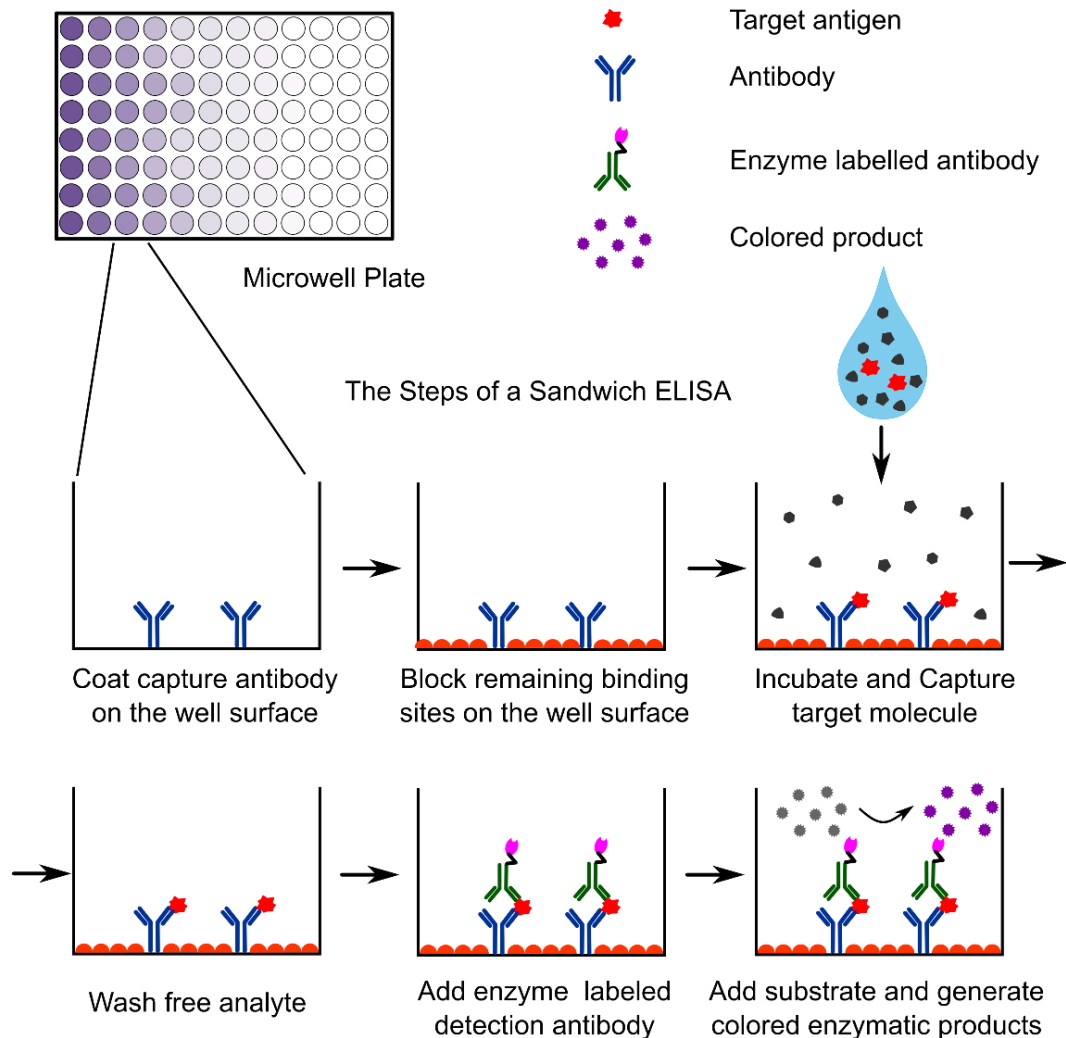 Target antigen
Antibody
Enzyme labelled antibody
Colored product
Microwell Plate
The Steps of a Sandwich ELISA
Coat capture antibody
on the well surface
Block remaining binding
sites on the well surface
Incubate and Capture
target molecule
Wash free analyte
Add enzyme labeled
detection antibody
Add substrate and generate
colored enzymatic products